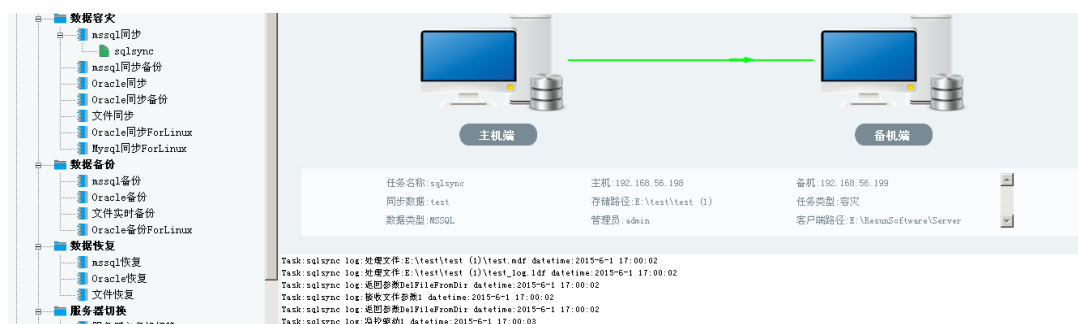 数据容灾
mssql同步
sqlsync
mssql同步备份
Oracle同步
Oracle同步备份
文件同步
Oracle同步ForLinux
Mysql同步ForLinux
数据备份
mssql备份
Oracle备份
文件实时备份
Oracle备份ForLinux
数据恢复
mssql恢复
Oracle恢复
文件恢复
服务器切换
主机端
备机端
任务名称:sqlsync
主机:192.168.56.198
备机:192.168.56.199
同步数据:test
存储路径:E:\test\test (1)
任务类型:容灾
数据类型:MSSQL
管理员:admin
客户端路径:E:\ResunSoftware\Server
Task:sqlsync log:处理文件:E:\test\test (1)\test.mdf datetime:2015-6-1 17:00:02
Task:sqlsync log:处理文件:E:\test\test (1)\test_log.ldf datetime:2015-6-1 17:00:02
Task:sqlsync log:返回参数DelFileFromDir datetime:2015-6-1 17:00:02
Task:sqlsync log:接收文件参数1 datetime:2015-6-1 17:00:02
Task:sqlsync log:返回参数DelFileFromDir datetime:2015-6-1 17:00:02
Task:sqlsync log:监控驱动1 datetime:2015-6-1 17:00:03